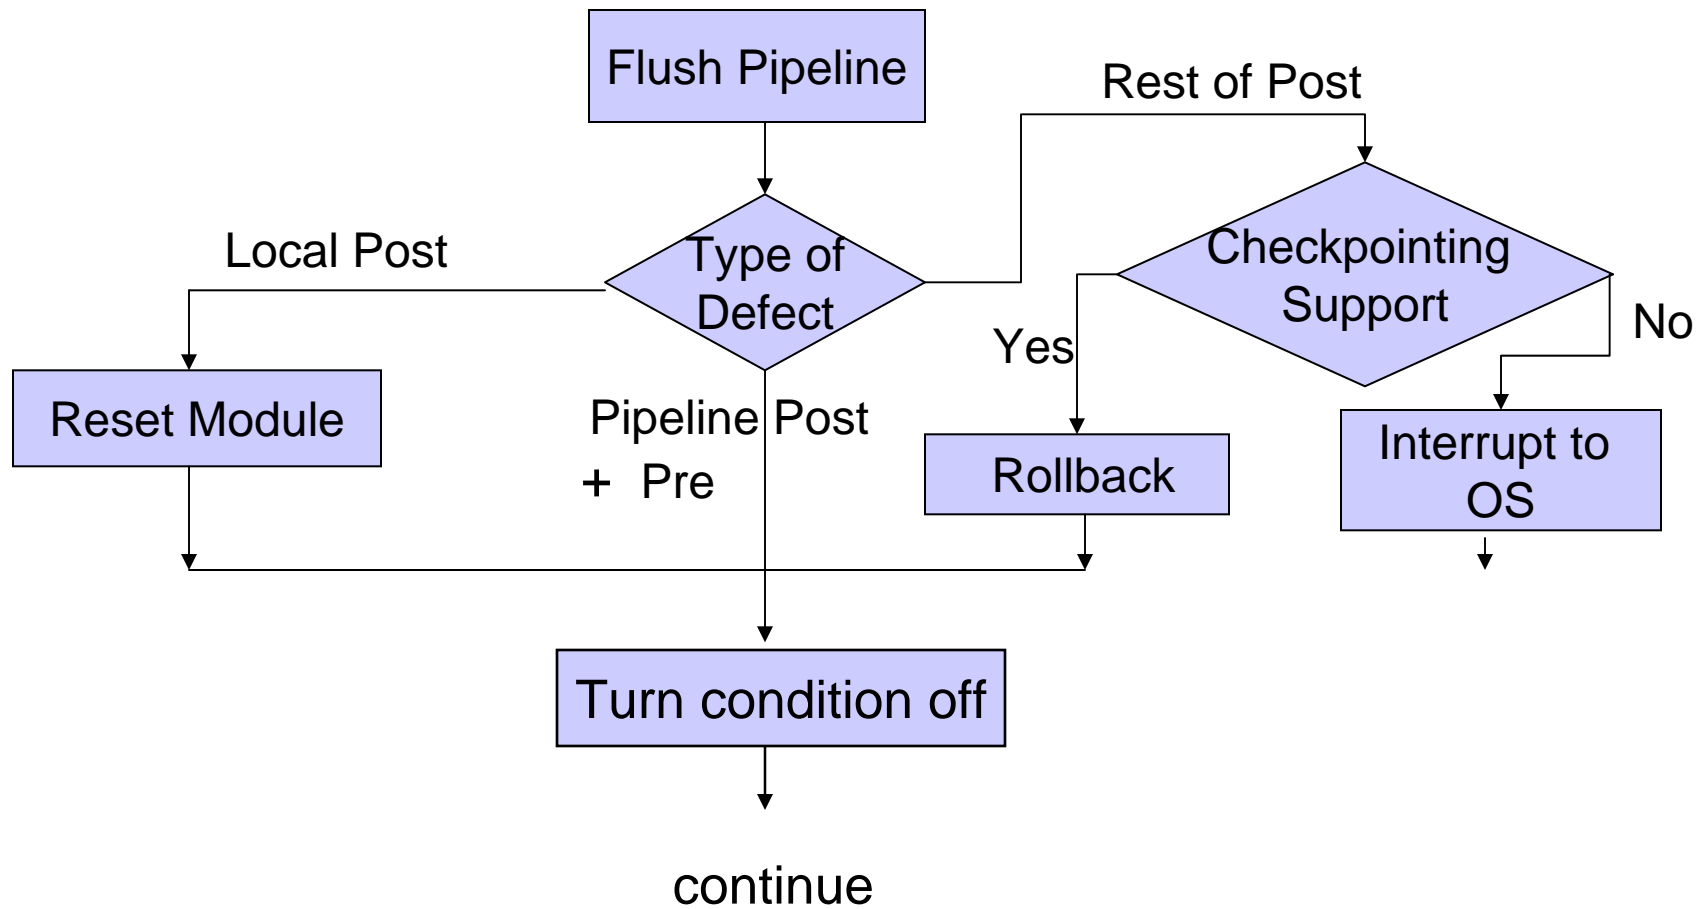 Flush Pipeline
Rest of Post
Local Post
Type of
Defect
Checkpointing
Support
Yes
No
Reset Module
Pipeline Post
+ Pre
Rollback
Interrupt to
OS
Turn condition off
continue